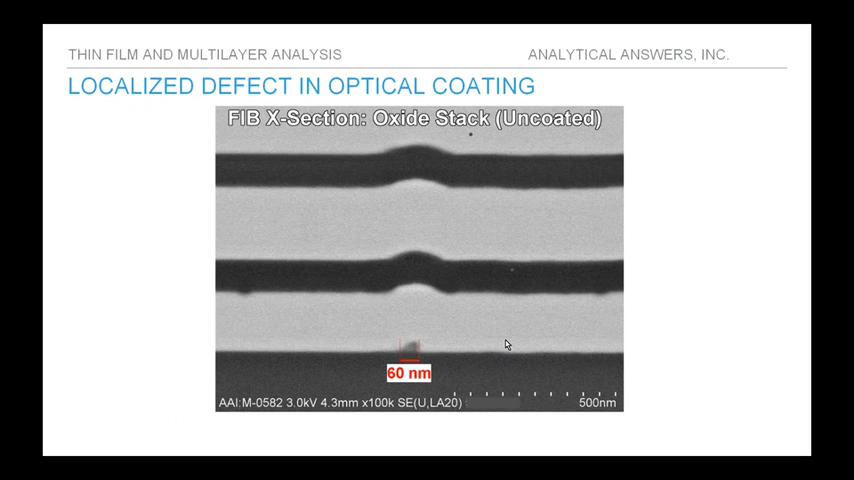 THIN FILM AND MULTILAYER ANALYSIS ANALYTICAL ANSWERS, INC.
LOCALIZED DEFECT IN OPTICAL COATING
FIB X-Section: Oxide Stack (Uncoated)
60 nm
AAI:M-0582 3.0kV 4.3mm x100k SE(U,LA20) 500nm